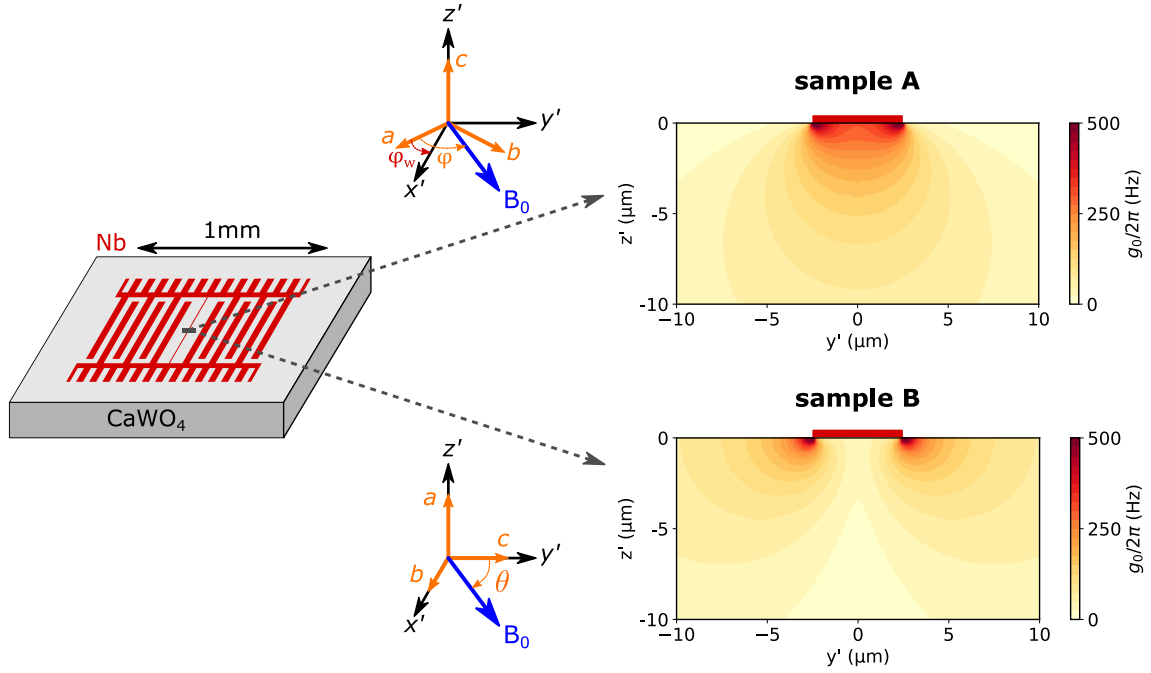 z'
c
y'
a
b
φw
φ
x'
B0
Nb
1mm
CaWO4
sample A
0
-5
-10
z' (μm)
−10
−5
0
5
10
y' (μm)
500
250
0
g0/2π (Hz)
z'
a
c
y'
b
θ
x'
B0
sample B
0
-5
-10
z' (μm)
−10
−5
0
5
10
y' (μm)
500
250
0
g0/2π (Hz)